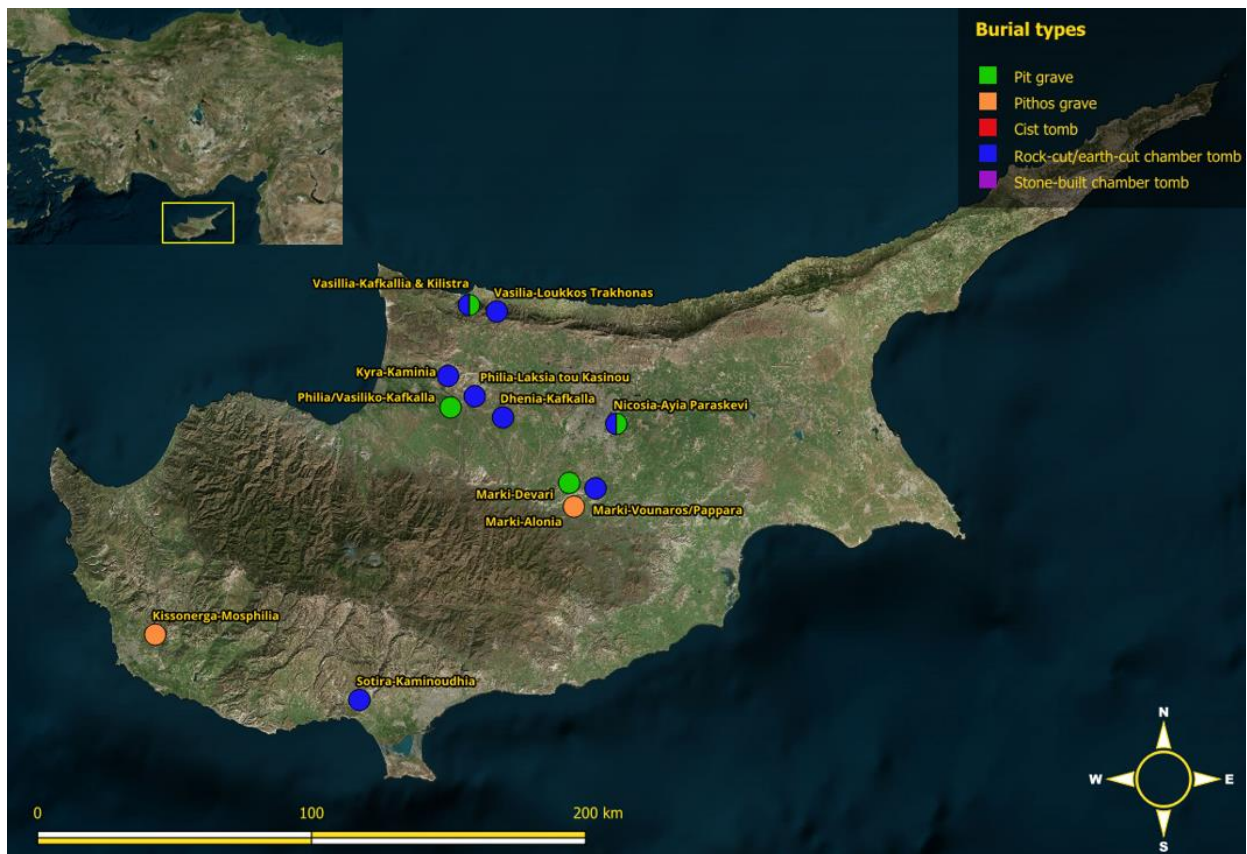 Burial types
Pit grave
Pithos grave
Cist tomb
Rock-cut/earth-cut chamber tomb
Stone-built chamber tomb
Vasillia-Kafkallia & Kilistra
Vasilia-Loukkos Trakhonas
Kyra-Kaminia
Philia-Laksia tou Kasinou
Philia/Vasiliko-Kafkalla
Dhenia-Kafkalla
Nicosia-Ayia Paraskevi
Marki-Devari
Marki-Vounaros/Pappara
Marki-Alonia
Kissonerga-Mosphilia
Sotira-Kaminoudhia
N
W
E
S
0 100 200 km